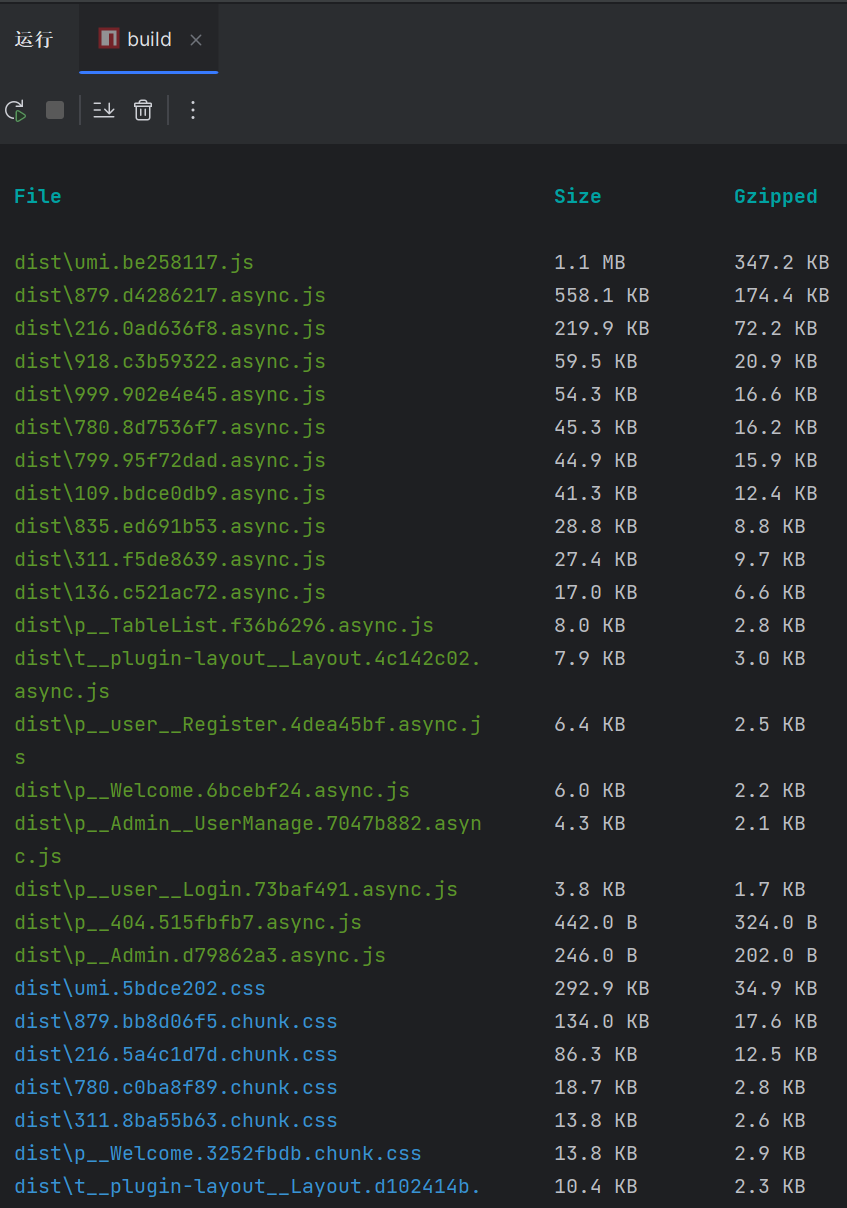 运行 build
File Size Gzipped
dist\umi.be258117.js 1.1 MB 347.2 KB
dist\879.d4286217.async.js 558.1 KB 174.4 KB
dist\216.0ad636f8.async.js 219.9 KB 72.2 KB
dist\918.c3b59322.async.js 59.5 KB 20.9 KB
dist\999.902e4e45.async.js 54.3 KB 16.6 KB
dist\780.8d7536f7.async.js 45.3 KB 16.2 KB
dist\799.95f72dad.async.js 44.9 KB 15.9 KB
dist\109.bdce0db9.async.js 41.3 KB 12.4 KB
dist\835.ed691b53.async.js 28.8 KB 8.8 KB
dist\311.f5de8639.async.js 27.4 KB 9.7 KB
dist\136.c521ac72.async.js 17.0 KB 6.6 KB
dist\p__TableList.f36b6296.async.js 8.0 KB 2.8 KB
dist\t__plugin-layout__Layout.4c142c02. 7.9 KB 3.0 KB
async.js
dist\p__user__Register.4dea45bf.async.j 6.4 KB 2.5 KB
s
dist\p__Welcome.6bcebf24.async.js 6.0 KB 2.2 KB
dist\p__Admin__UserManage.7047b882.asyn 4.3 KB 2.1 KB
c.js
dist\p__user__Login.73baf491.async.js 3.8 KB 1.7 KB
dist\p__404.515fbfb7.async.js 442.0 B 324.0 B
dist\p__Admin.d79862a3.async.js 246.0 B 202.0 B
dist\umi.5bdce202.css 292.9 KB 34.9 KB
dist\879.bb8d06f5.chunk.css 134.0 KB 17.6 KB
dist\216.5a4c1d7d.chunk.css 86.3 KB 12.5 KB
dist\780.c0ba8f89.chunk.css 18.7 KB 2.8 KB
dist\311.8ba55b63.chunk.css 13.8 KB 2.6 KB
dist\p__Welcome.3252fbdb.chunk.css 13.8 KB 2.9 KB
dist\t__plugin-layout__Layout.d102414b. 10.4 KB 2.3 KB